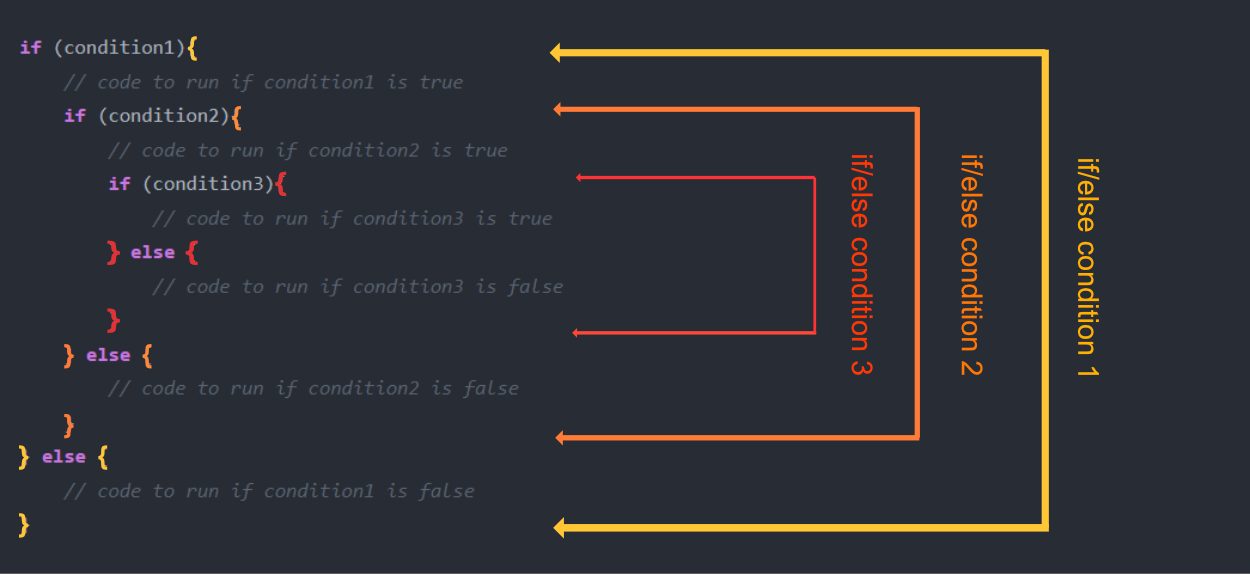 if (condition1){
// code to run if condition1 is true
if (condition2){
// code to run if condition2 is true
if (condition3){
// code to run if condition3 is true
} else {
// code to run if condition3 is false
}
} else {
// code to run if condition2 is false
}
} else {
// code to run if condition1 is false
}
if/else condition 3
if/else condition 2
if/else condition 1